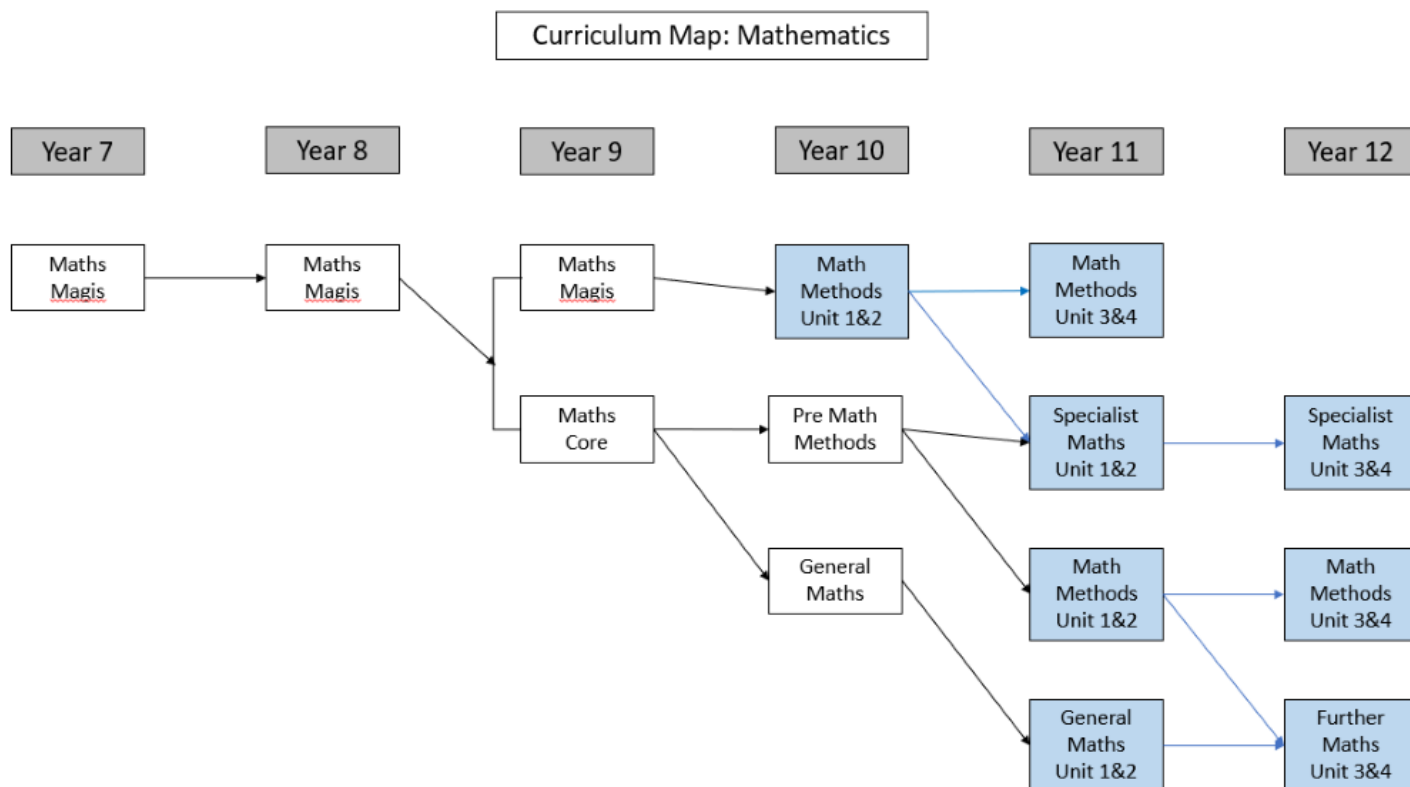 Curriculum Map: Mathematics
Year 7
Year 8
Year 9
Year 10
Year 11
Year 12
Maths
Magis
Maths
Magis
Maths
Magis
Math
Methods
Unit 1&2
Math
Methods
Unit 3&4
Maths
Core
Pre Math
Methods
Specialist
Maths
Unit 1&2
Specialist
Maths
Unit 3&4
General
Maths
Math
Methods
Unit 1&2
Math
Methods
Unit 3&4
General
Maths
Unit 1&2
Further
Maths
Unit 3&4